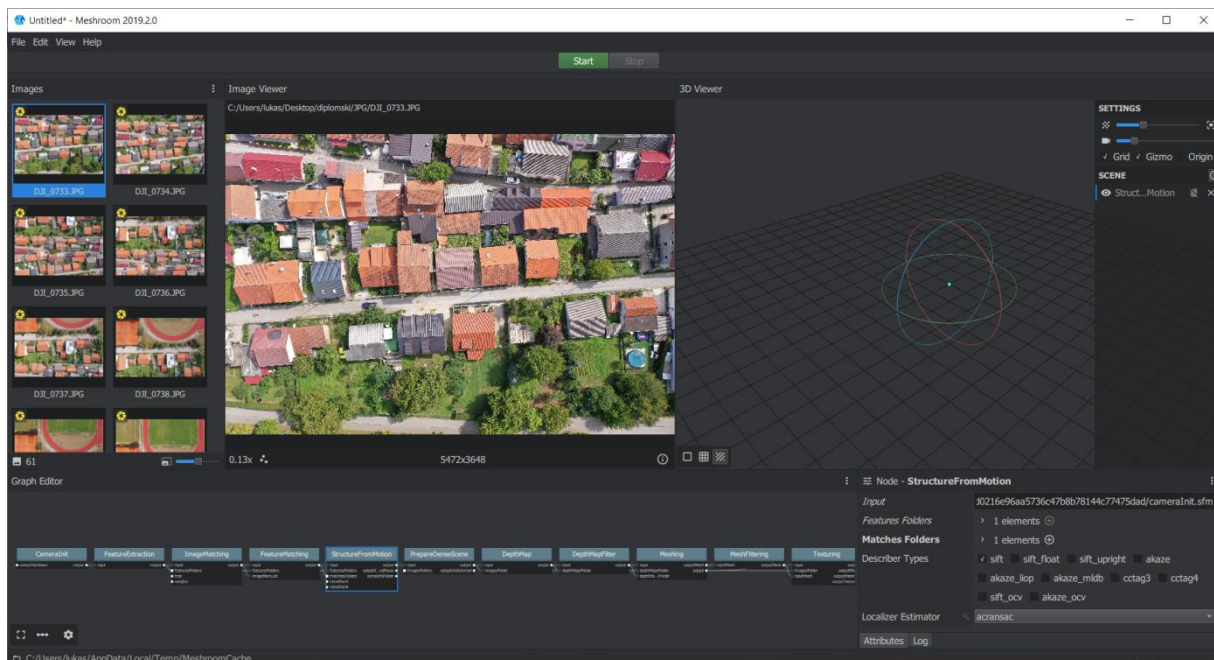 Untitled* - Meshroom 2019.2.0
File Edit View Help
Start Stop
Images
Image Viewer
3D Viewer
C:/Users/lukas/Desktop/diplomski/JPG/DJI_0733.JPG
SETTINGS
Grid Gizmo Origin
SCENE
Struct...Motion
DJI_0733.JPG DJI_0734.JPG
DJI_0735.JPG DJI_0736.JPG
DJI_0737.JPG DJI_0738.JPG
61
0.13x
5472x3648
Graph Editor
CameraInit FeatureExtraction ImageMatching FeatureMatching StructureFromMotion PrepareDenseScene DepthMap DepthMapFilter Meshing MeshFiltering Texturing
Node - StructureFromMotion
Input
Features Folders 1 elements
Matches Folders 1 elements
Describer Types sift sift_float sift_upright akaze
akaze_liop akaze_mldb cctag3 cctag4
sift_ocv akaze_ocv
Localizer Estimator acransac
Attributes Log
C:/Users/lukas/AppData/Local/Temp/MeshroomCache